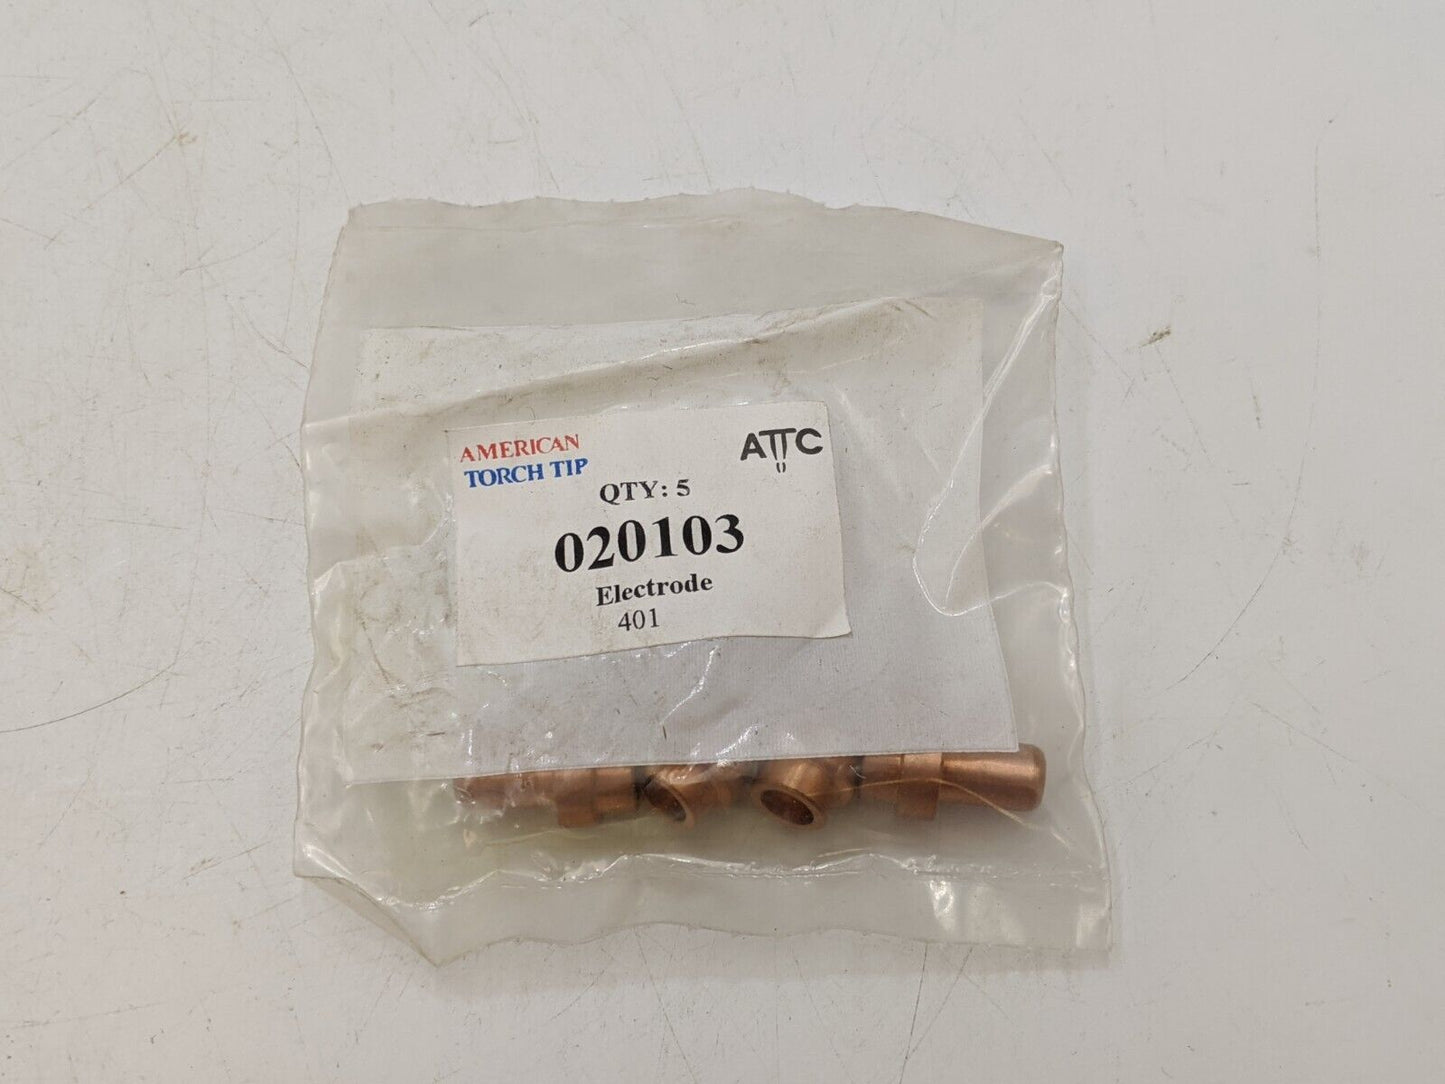 AMERICAN
TORCH TIP
ATTC
QTY: 5
020103
Electrode
401